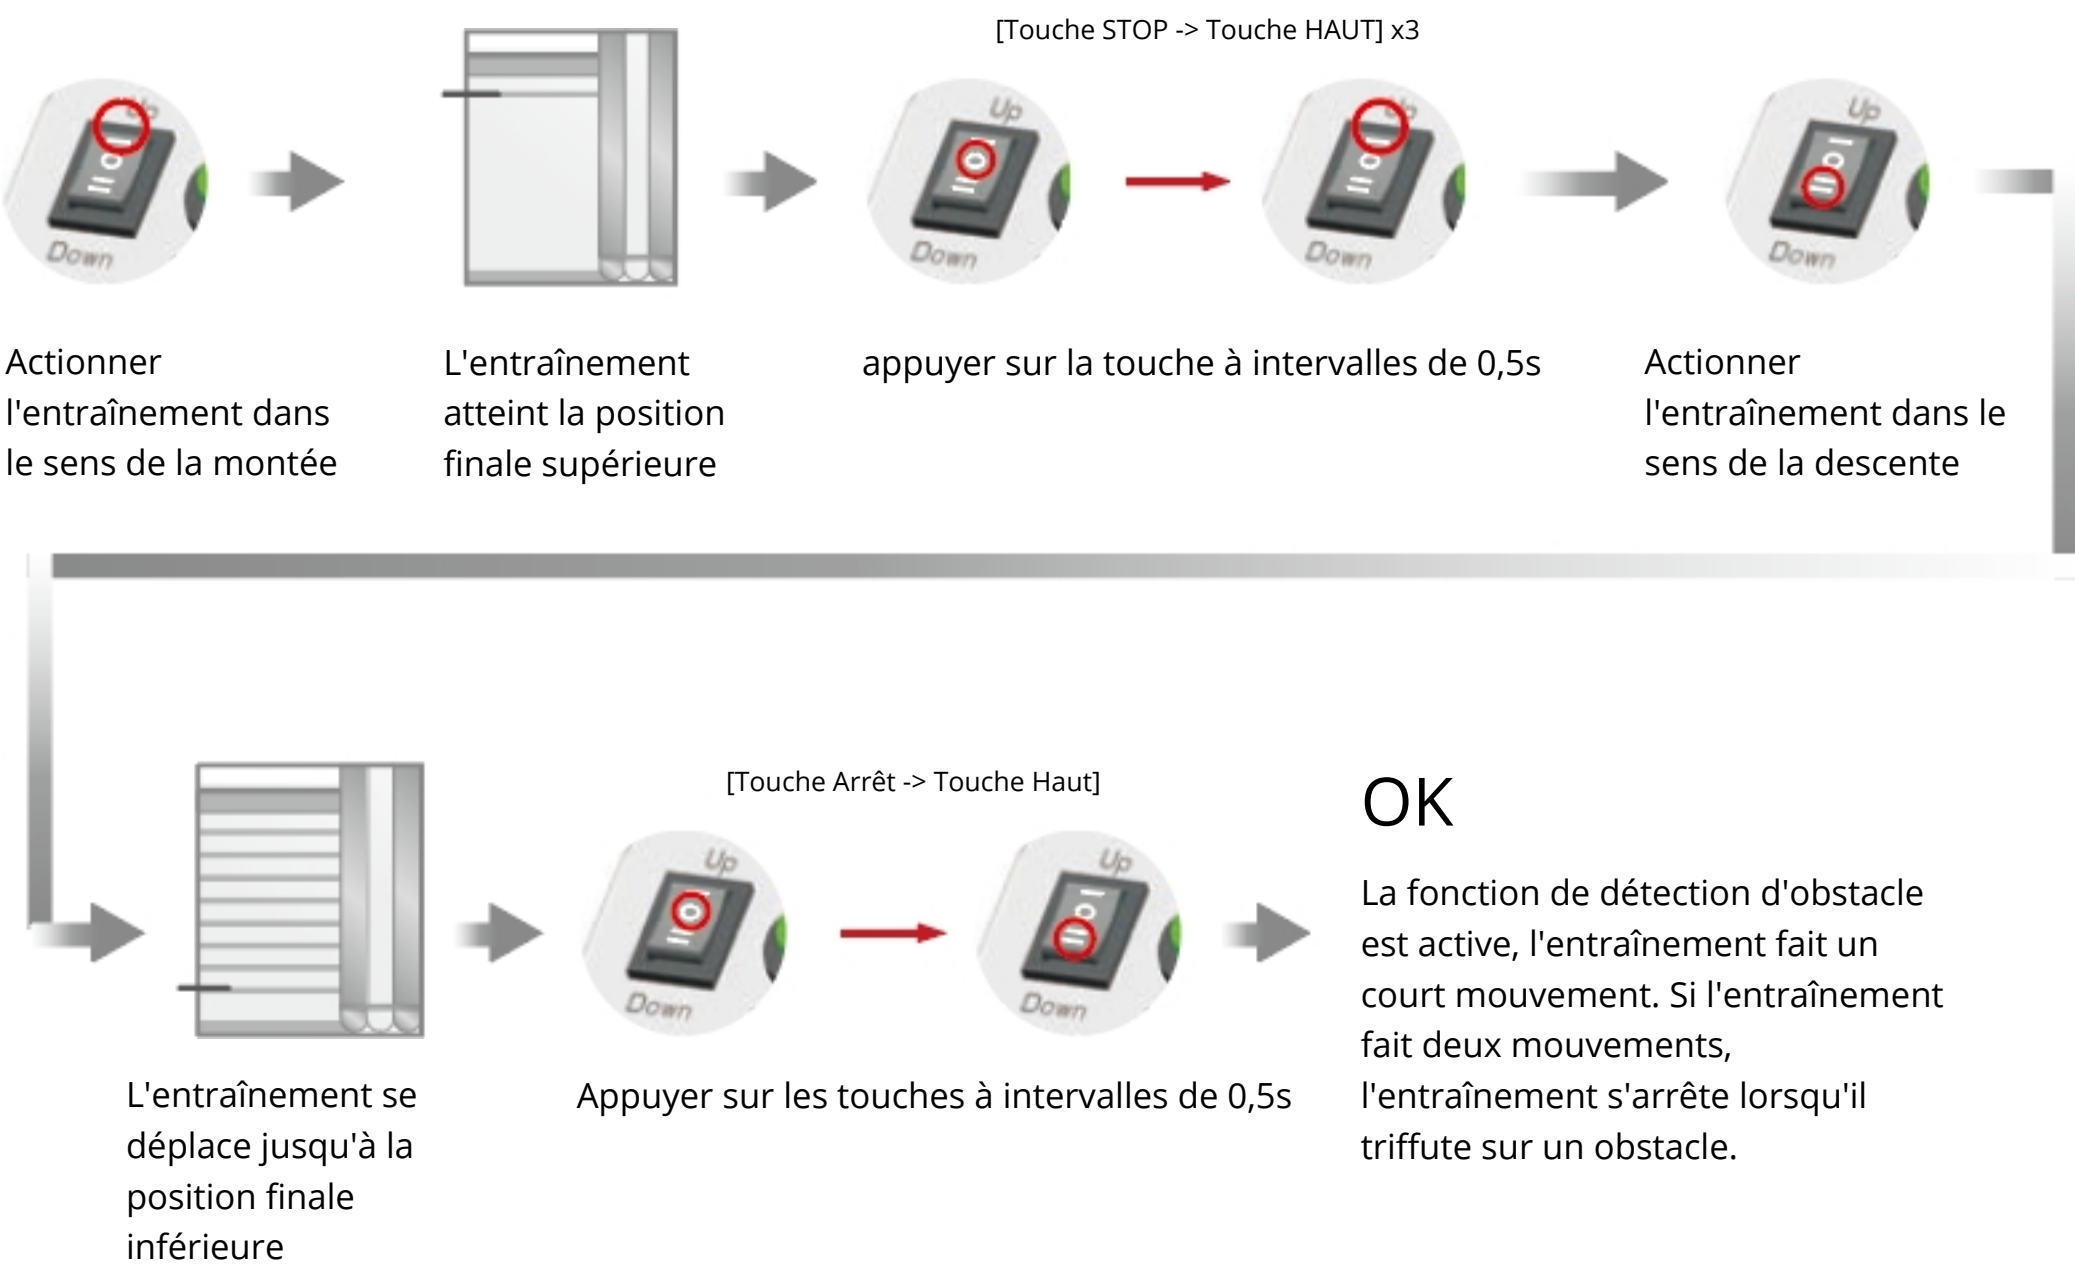 [Touche STOP -> Touche HAUT] x3
Up
Down
Up
Down
Up
Down
Up
Down
Actionner
l'entraînement dans
le sens de la montée
L'entraînement
atteint la position
finale supérieure
appuyer sur la touche à intervalles de 0,5s
Actionner
l'entraînement dans le
sens de la descente
[Touche Arrêt -> Touche Haut]
Up
Down
Up
Down
L'entraînement se
déplace jusqu'à la
position finale
inférieure
Appuyer sur les touches à intervalles de 0,5s
OK
La fonction de détection d'obstacle
est active, l'entraînement fait un
court mouvement. Si l'entraînement
fait deux mouvements,
l'entraînement s'arrête lorsqu'il
triffute sur un obstacle.